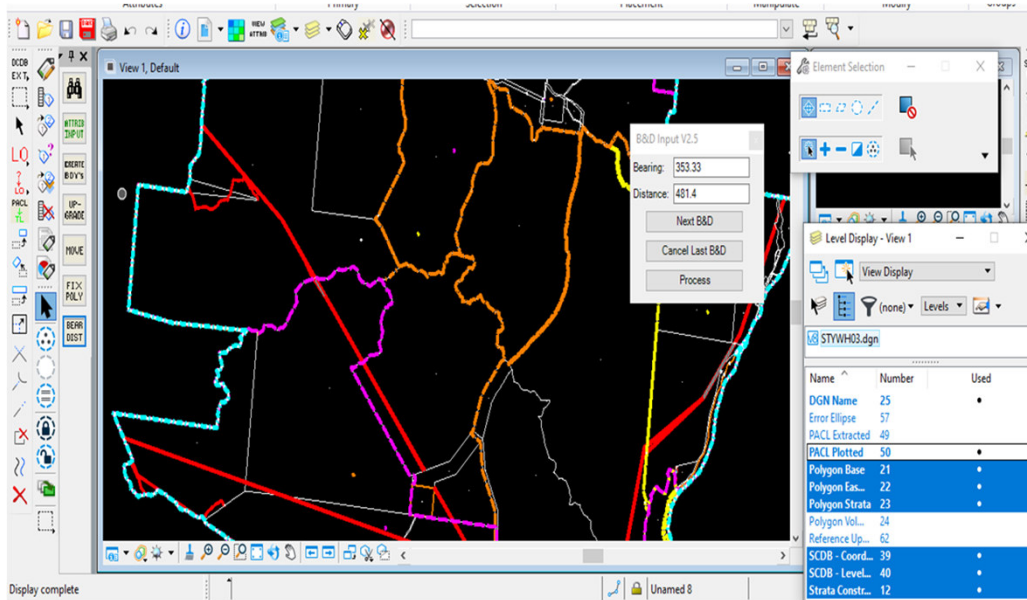 Attributes
Primary
Selection
Placement
Manipulate
Modify
Groups
VIEW
ATTRB
View 1, Default
Element Selection
DCDB
EXT,
ATTRIB
INPUT
LO,
BDY's
LO,
UP-
GRADE
PACL
MOVE
FIX
POLY
BEAR
DIST
B&D Input V2.5
Bearing: 353.33
Distance: 481.4
Next B&D
Cancel Last B&D
Process
Level Display - View 1
View Display
(none)
Levels
STYWH03.dgn
Name Number Used
DGN Name 25
Error Ellipse 57
PACL Extracted 49
PACL Plotted 50
Polygon Base 21
Polygon Eas... 22
Polygon Strata 23
Polygon Vol... 24
Reference Up... 62
SCDB - Coord... 39
SCDB - Level... 40
Strata Constr... 12
Display complete
Unnamed 8